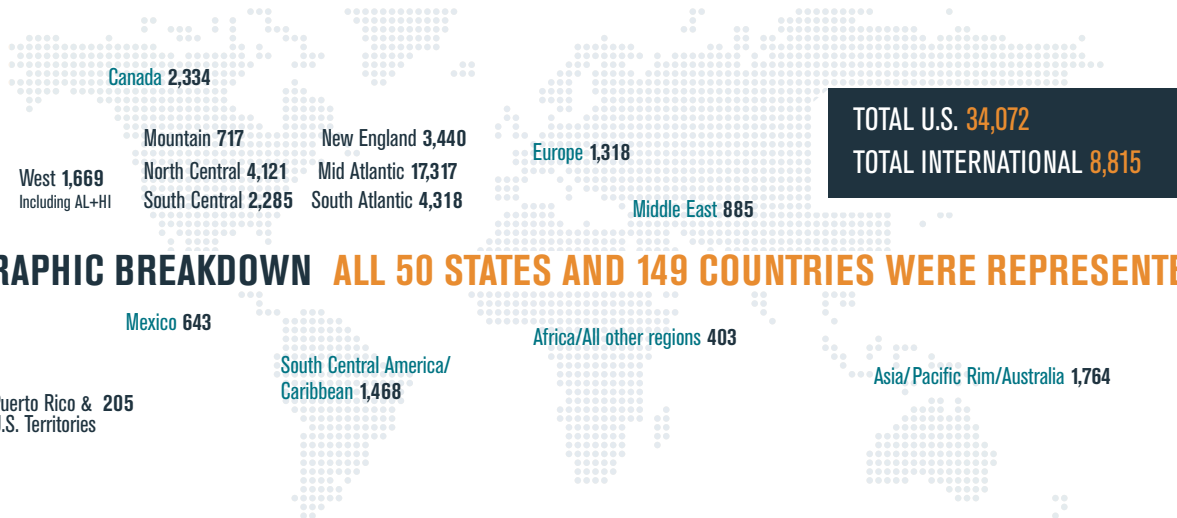 Canada 2,334
TOTAL U.S. 34,072
TOTAL INTERNATIONAL 8,815
Mountain 717
New England 3,440
North Central 4,121
Mid Atlantic 17,317
South Central 2,285
South Atlantic 4,318
West 1,669
Including AL+HI
Europe 1,318
Middle East 885
RAPHIC BREAKDOWN ALL 50 STATES AND 149 COUNTRIES WERE REPRESENTE
Mexico 643
Africa/All other regions 403
South Central America/
Caribbean 1,468
Asia/Pacific Rim/Australia 1,764
uerto Rico & 205
.S. Territories